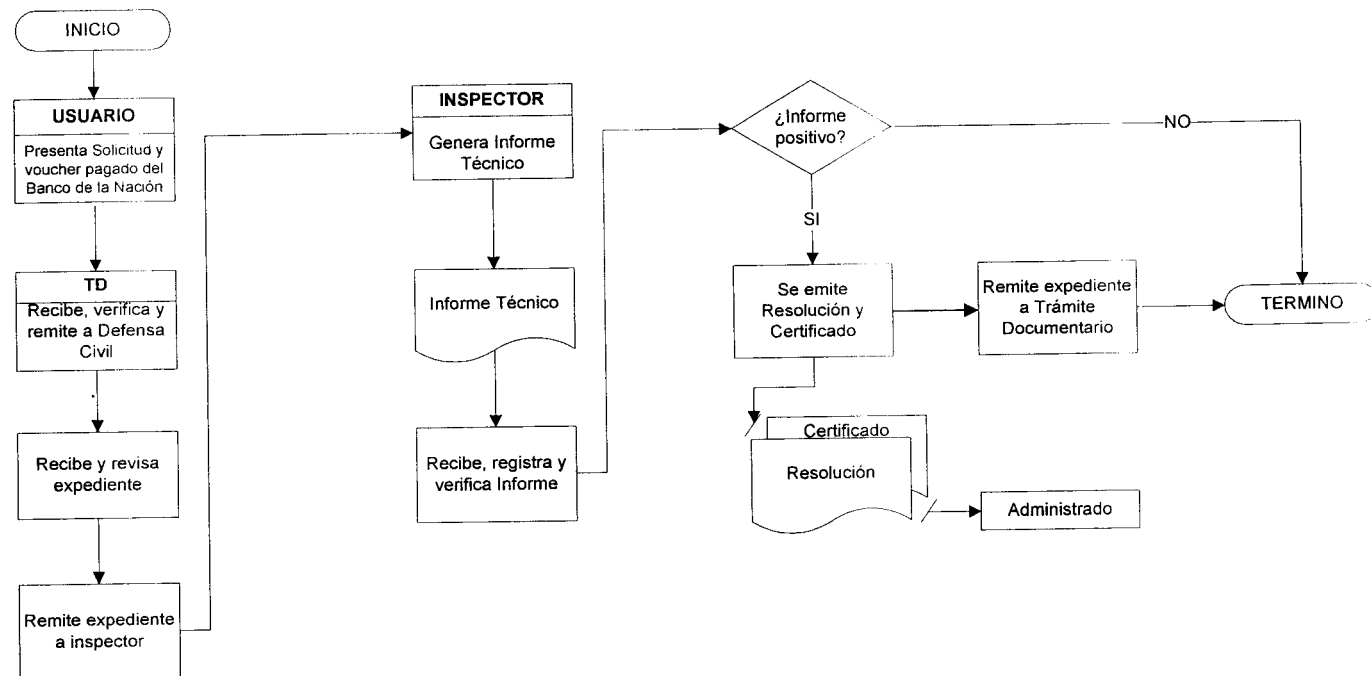 INICIO
USUARIO
Presenta Solicitud y
voucher pagado del
Banco de la Nación
TD
Recibe, verifica y
remite a Defensa
Civil
Recibe y revisa
expediente
Remite expediente
a inspector
INSPECTOR
Genera Informe
Técnico
Informe Técnico
Recibe, registra y
verifica Informe
¿Informe
positivo?
NO
SI
Se emite
Resolución y
Certificado
Remite expediente
a Trámite
Documentario
TERMINO
Certificado
Resolución
Administrado